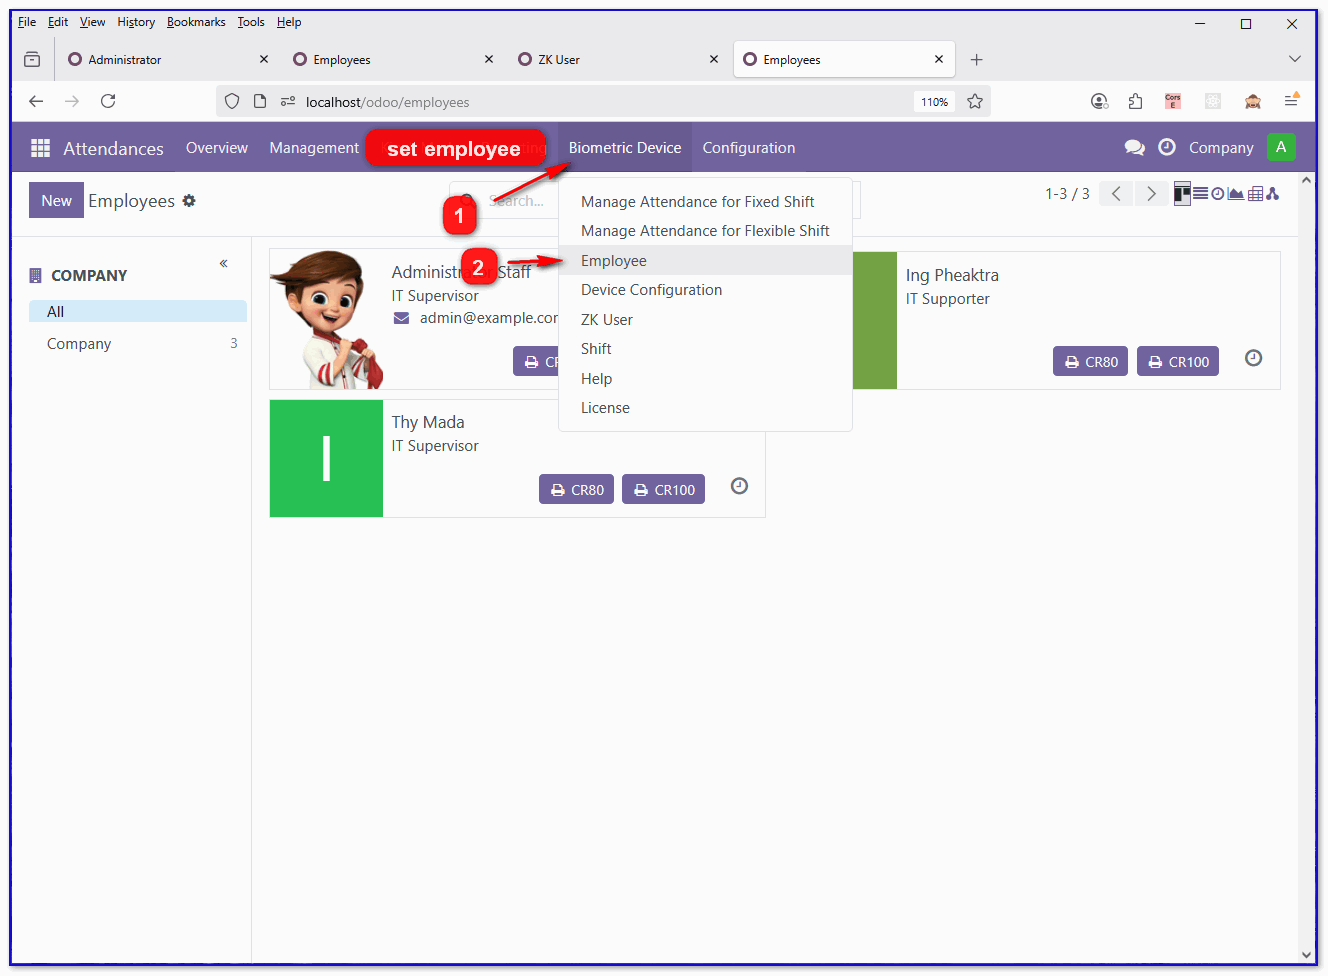 File Edit View History Bookmarks Tools Help
Administrator
Employees
ZK User
Employees
localhost/odoo/employees
110%
Cors
E
Attendances
Overview
Management
set employee
Biometric Device
Configuration
Company
A
New
Employees
1
Search...
1-3 / 3
Manage Attendance for Fixed Shift
Manage Attendance for Flexible Shift
2
Employee
Device Configuration
ZK User
Shift
Help
License
COMPANY
All
Company 3
Administrator Staff
IT Supervisor
admin@example.com
Ing Pheaktra
IT Supporter
CR80
CR100
Thy Mada
IT Supervisor
I
CR80
CR100